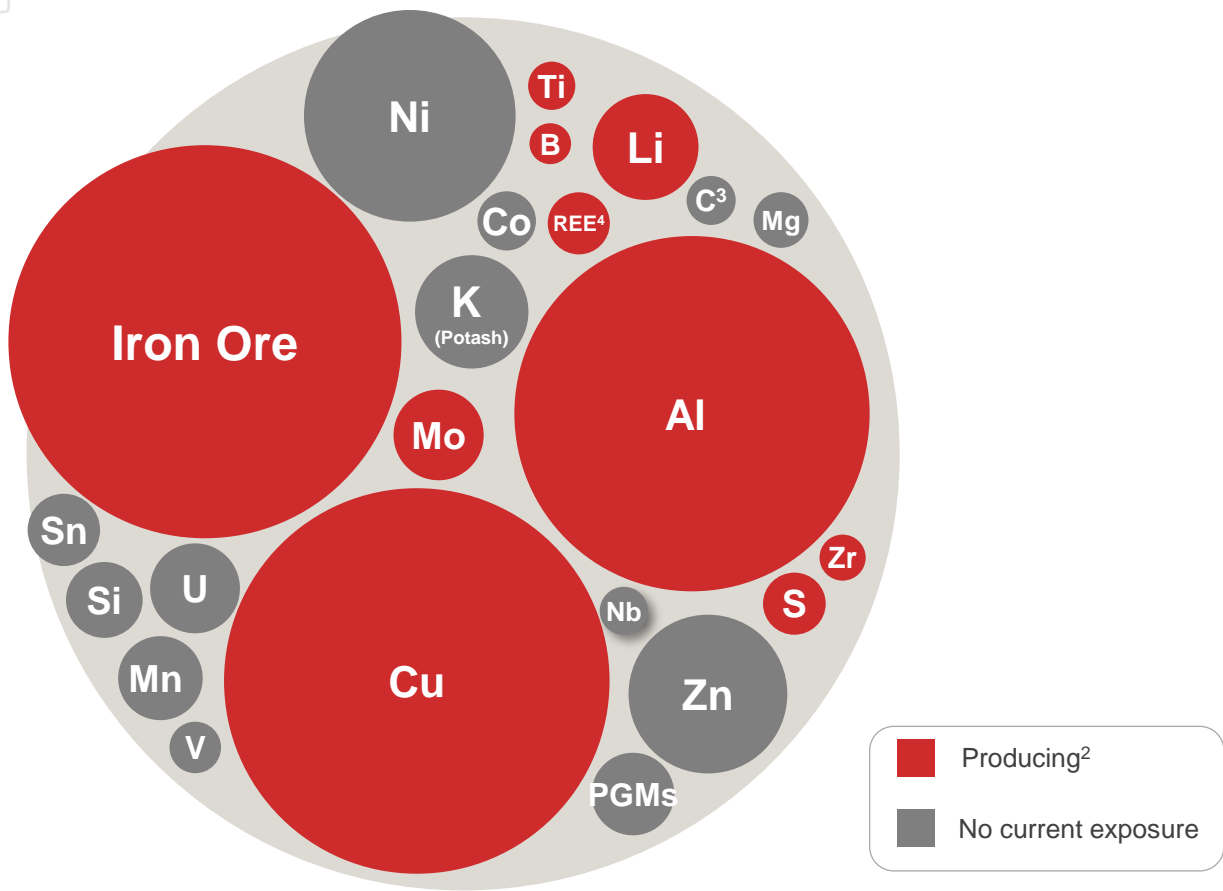 Ni
Ti
B
Li
C³
Mg
Co
REE⁴
K
(Potash)
Iron Ore
Al
Mo
Sn
Si
U
Mn
V
Cu
Nb
Zr
S
Zn
PGMs
Producing²
No current exposure